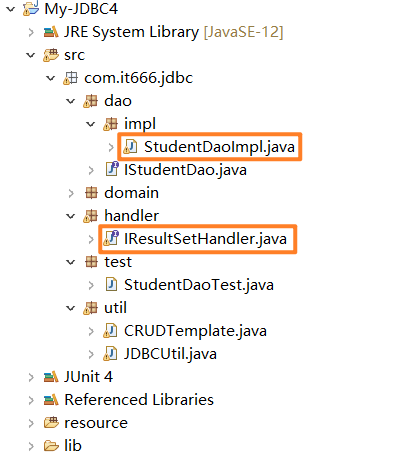 My-JDBC4
JRE System Library [JavaSE-12]
src
com.it666.jdbc
dao
impl
StudentDaoImpl.java
IStudentDao.java
domain
handler
IResultSetHandler.java
test
StudentDaoTest.java
util
CRUDTemplate.java
JDBCUtil.java
JUnit 4
Referenced Libraries
resource
lib